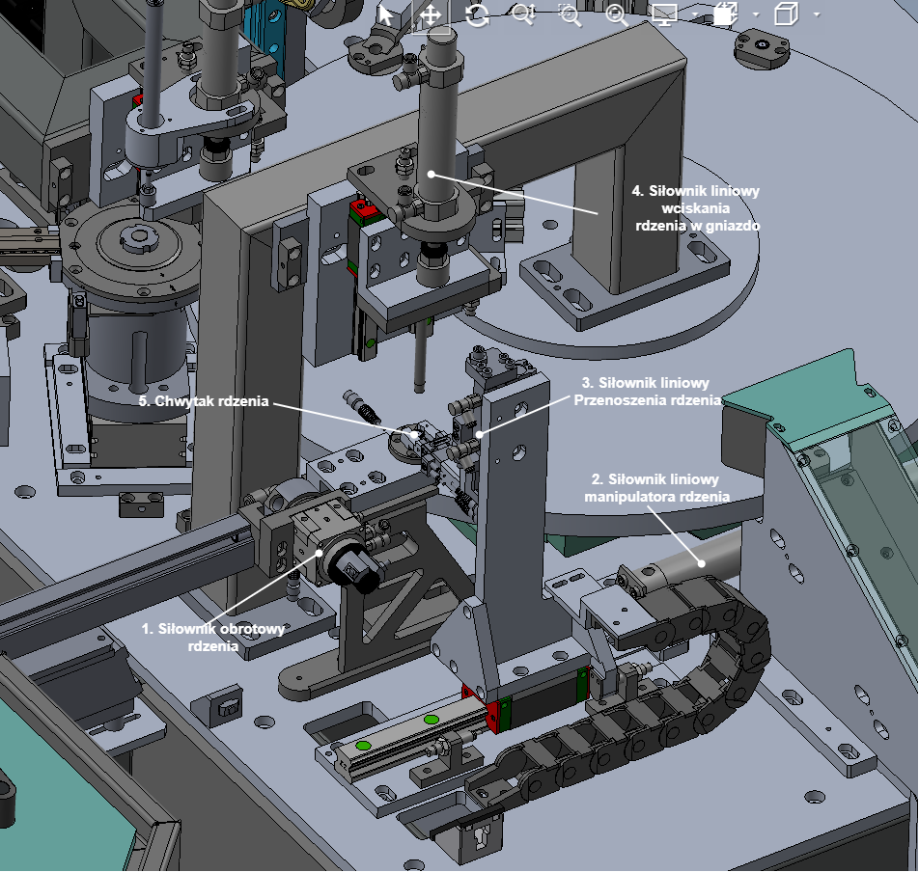 4. Siłownik liniowy
wciskania
rdzenia w gniazdo
3. Siłownik liniowy
Przenoszenia rdzenia
5. Chwytak rdzenia
2. Siłownik liniowy
manipulatora rdzenia
1. Siłownik obrotowy
rdzenia